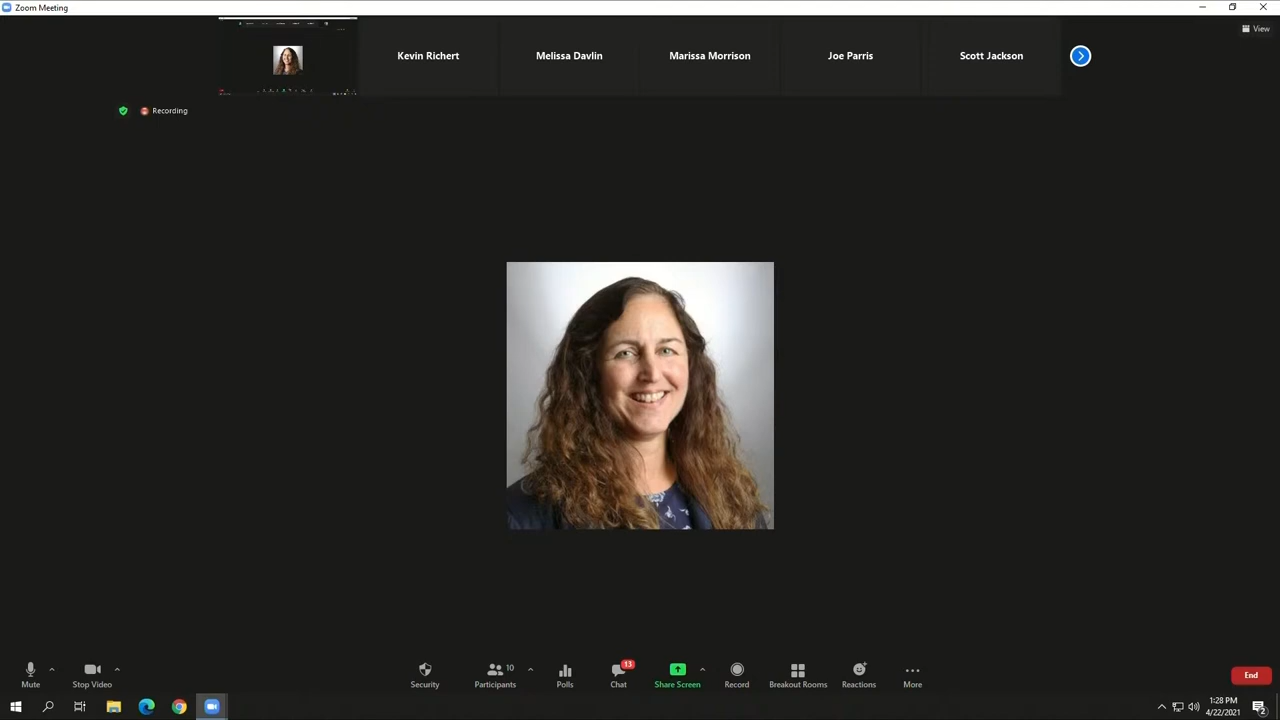 Zoom Meeting
View
Kevin Richert
Melissa Davlin
Marissa Morrison
Joe Parris
Scott Jackson
Recording
Mute
Stop Video
Security
Participants
10
Polls
Chat
13
Share Screen
Record
Breakout Rooms
Reactions
More
End
1:28 PM
4/22/2021
2